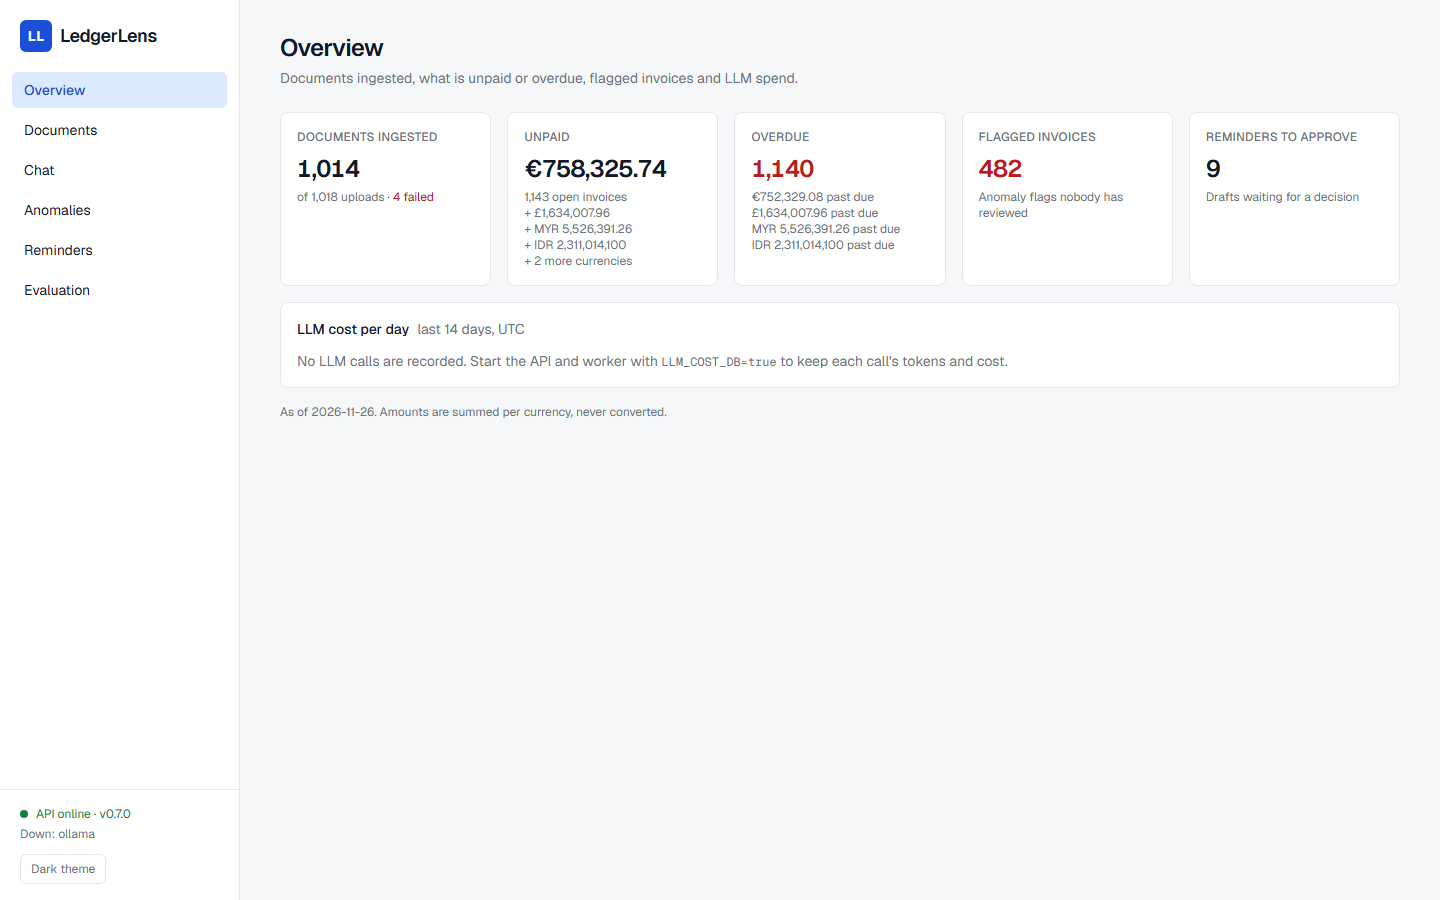 LL LedgerLens
Overview
Documents
Chat
Anomalies
Reminders
Evaluation
API online · v0.7.0
Down: ollama
Dark theme
Overview
Documents ingested, what is unpaid or overdue, flagged invoices and LLM spend.
DOCUMENTS INGESTED
1,014
of 1,018 uploads · 4 failed
UNPAID
€758,325.74
1,143 open invoices
+ £1,634,007.96
+ MYR 5,526,391.26
+ IDR 2,311,014,100
+ 2 more currencies
OVERDUE
1,140
€752,329.08 past due
£1,634,007.96 past due
MYR 5,526,391.26 past due
IDR 2,311,014,100 past due
FLAGGED INVOICES
482
Anomaly flags nobody has
reviewed
REMINDERS TO APPROVE
9
Drafts waiting for a decision
LLM cost per day last 14 days, UTC
No LLM calls are recorded. Start the API and worker with LLM_COST_DB=true to keep each call's tokens and cost.
As of 2026-11-26. Amounts are summed per currency, never converted.